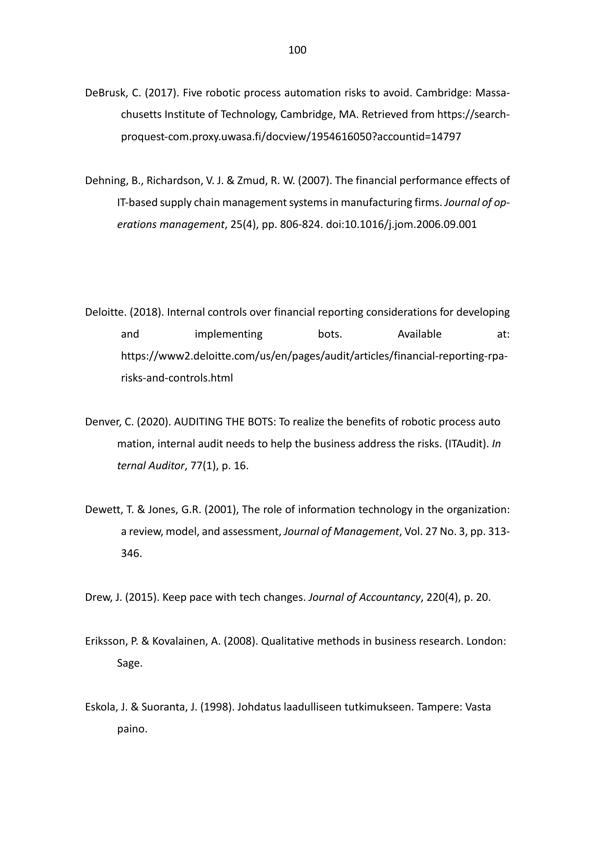 100
DeBrusk, C. (2017). Five robotic process automation risks to avoid. Cambridge: Massa-
chusetts Institute of Technology, Cambridge, MA. Retrieved from https://search-
proquest-com.proxy.uwasa.fi/docview/1954616050?accountid=14797
Dehning, B., Richardson, V. J. & Zmud, R. W. (2007). The financial performance effects of
IT-based supply chain management systems in manufacturing firms. Journal of op-
erations management, 25(4), pp. 806-824. doi:10.1016/j.jom.2006.09.001
Deloitte. (2018). Internal controls over financial reporting considerations for developing
and implementing bots. Available at:
https://www2.deloitte.com/us/en/pages/audit/articles/financial-reporting-rpa-
risks-and-controls.html
Denver, C. (2020). AUDITING THE BOTS: To realize the benefits of robotic process auto
mation, internal audit needs to help the business address the risks. (ITAudit). In
ternal Auditor, 77(1), p. 16.
Dewett, T. & Jones, G.R. (2001), The role of information technology in the organization:
a review, model, and assessment, Journal of Management, Vol. 27 No. 3, pp. 313-
346.
Drew, J. (2015). Keep pace with tech changes. Journal of Accountancy, 220(4), p. 20.
Eriksson, P. & Kovalainen, A. (2008). Qualitative methods in business research. London:
Sage.
Eskola, J. & Suoranta, J. (1998). Johdatus laadulliseen tutkimukseen. Tampere: Vasta
paino.